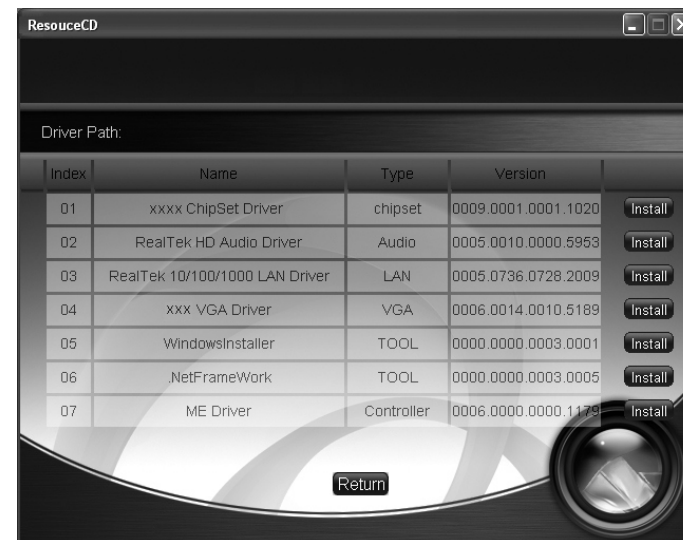 ResouceCD
Driver Path:
Index Name Type Version
01 xxxx ChipSet Driver chipset 0009.0001.0001.1020 Install
02 RealTek HD Audio Driver Audio 0005.0010.0000.5953 Install
03 RealTek 10/100/1000 LAN Driver LAN 0005.0736.0728.2009 Install
04 xxx VGA Driver VGA 0006.0014.0010.5189 Install
05 WindowsInstaller TOOL 0000.0000.0003.0001 Install
06 .NetFrameWork TOOL 0000.0000.0003.0005 Install
07 ME Driver Controller 0006.0000.0000.1179 Install
Return